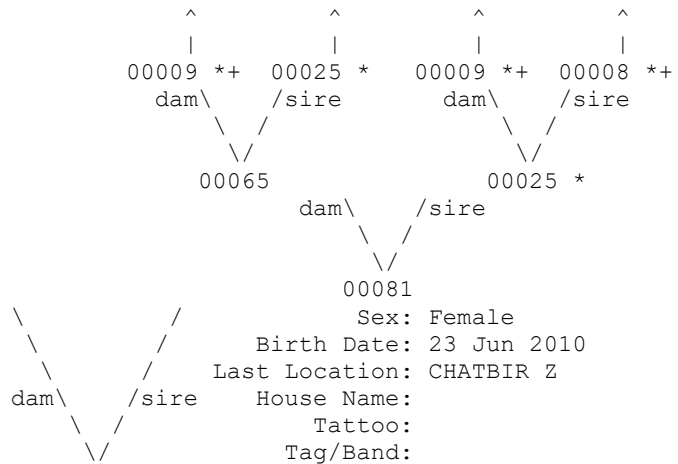 ^ ^ ^ ^
| | | |
00009 *+ 00025 * 00009 *+ 00008 *+
dam\ /sire dam\ /sire
\ / \ /
\/ \/
00065 00025 *
dam\ /sire
\ /
\/
00081
\ / Sex: Female
\ / Birth Date: 23 Jun 2010
\ / Last Location: CHATBIR Z
dam\ /sire House Name:
\ / Tattoo:
\/ Tag/Band: